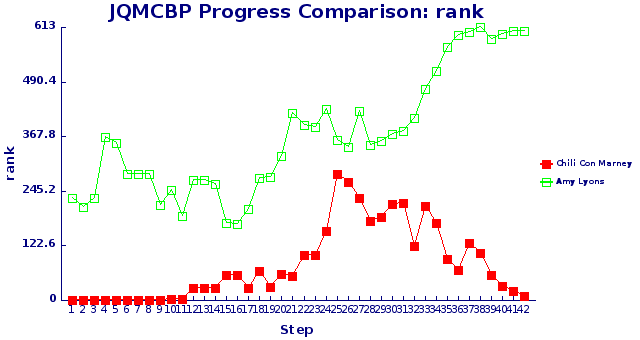 JQMCBP Progress Comparison: rank
613
490.4
367.8
245.2
122.6
0
rank
1 2 3 4 5 6 7 8 9 10 11 12 13 14 15 16 17 18 19 20 21 22 23 24 25 26 27 28 29 30 31 32 33 34 35 36 37 38 39 40 41 42
Step
Chili Con Marney
Amy Lyons